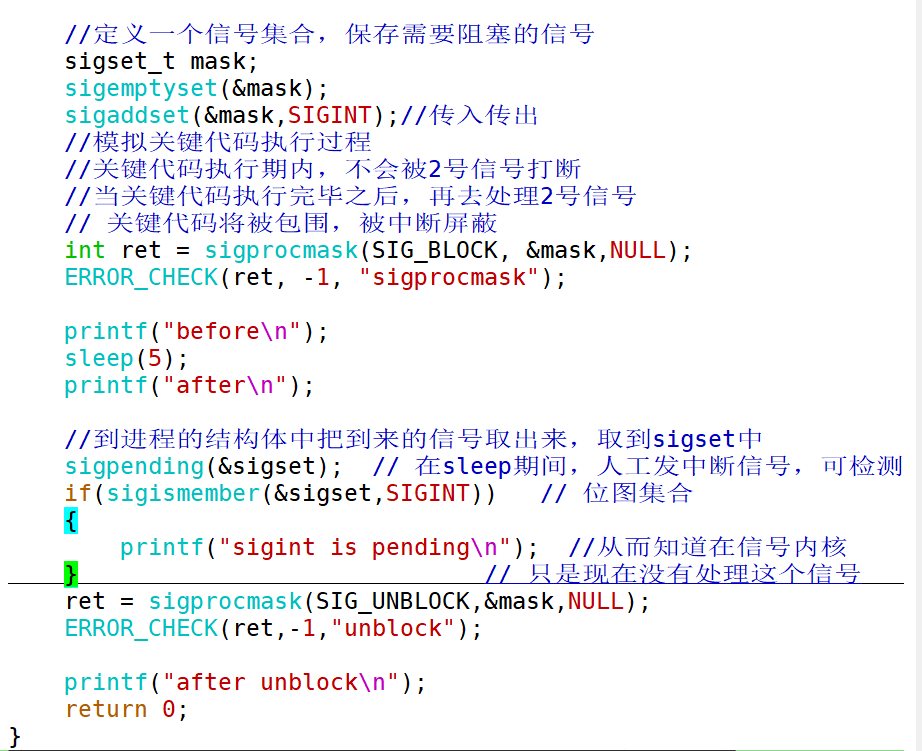 //定义一个信号集合，保存需要阻塞的信号
sigset_t mask;
sigemptyset(&mask);
sigaddset(&mask,SIGINT);//传入传出
//模拟关键代码执行过程
//关键代码执行期内，不会被2号信号打断
//当关键代码执行完毕之后，再去处理2号信号
// 关键代码将被包围，被中断屏蔽
int ret = sigprocmask(SIG_BLOCK, &mask,NULL);
ERROR_CHECK(ret, -1, "sigprocmask");
printf("before\n");
sleep(5);
printf("after\n");
//到进程的结构体中把到来的信号取出来，取到sigset中
sigpending(&sigset);  // 在sleep期间，人工发中断信号，可检测
if(sigismember(&sigset,SIGINT))   // 位图集合
{
printf("sigint is pending\n");  //从而知道在信号内核
}                             // 只是现在没有处理这个信号
ret = sigprocmask(SIG_UNBLOCK,&mask,NULL);
ERROR_CHECK(ret,-1,"unblock");
printf("after unblock\n");
return 0;
}